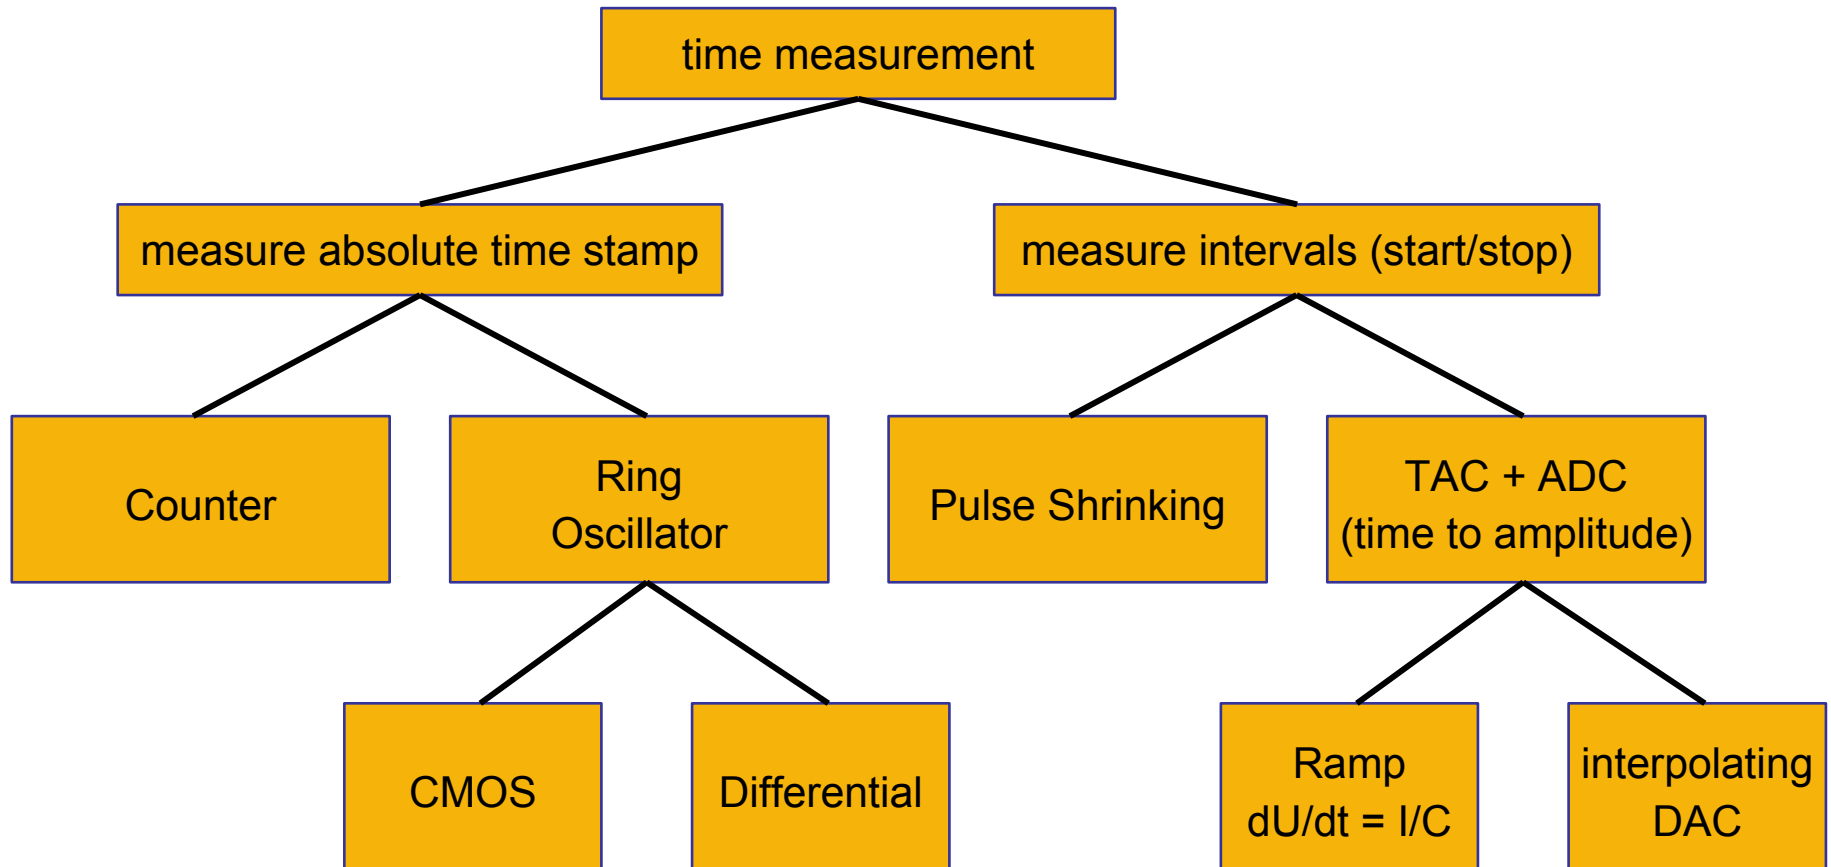 time measurement
measure absolute time stamp
measure intervals (start/stop)
Counter
Ring
Oscillator
Pulse Shrinking
TAC + ADC
(time to amplitude)
CMOS
Differential
Ramp
dU/dt = I/C
interpolating
DAC